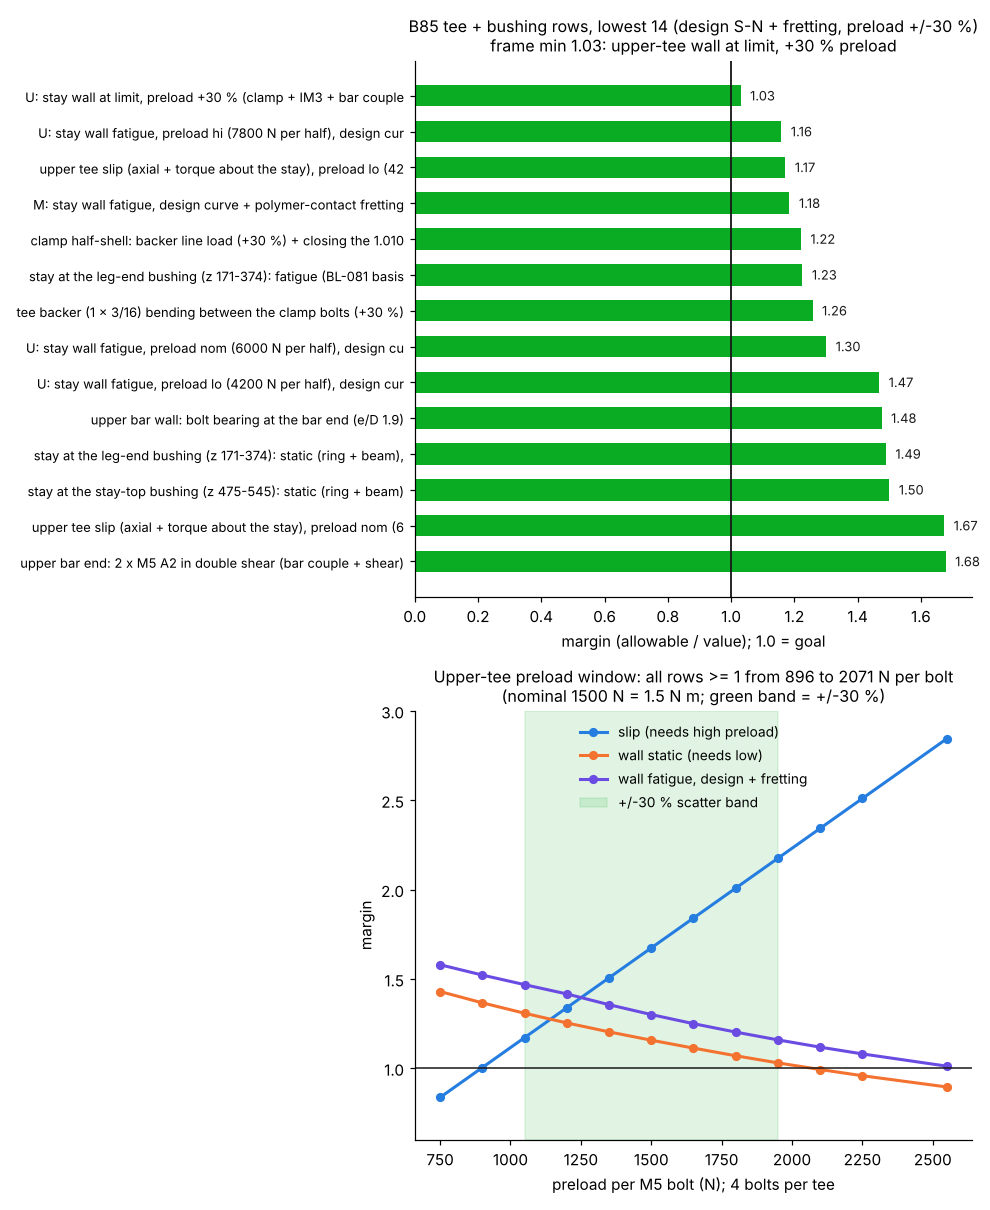 B85 tee + bushing rows, lowest 14 (design S-N + fretting, preload +/-30 %)
frame min 1.03: upper-tee wall at limit, +30 % preload
U: stay wall at limit, preload +30 % (clamp + IM3 + bar couple 1.03
U: stay wall fatigue, preload hi (7800 N per half), design cur 1.16
upper tee slip (axial + torque about the stay), preload lo (42 1.17
M: stay wall fatigue, design curve + polymer-contact fretting 1.18
clamp half-shell: backer line load (+30 %) + closing the 1.010 1.22
stay at the leg-end bushing (z 171-374): fatigue (BL-081 basis 1.23
tee backer (1 × 3/16) bending between the clamp bolts (+30 %) 1.26
U: stay wall fatigue, preload nom (6000 N per half), design cu 1.30
U: stay wall fatigue, preload lo (4200 N per half), design cur 1.47
upper bar wall: bolt bearing at the bar end (e/D 1.9) 1.48
stay at the leg-end bushing (z 171-374): static (ring + beam), 1.49
stay at the stay-top bushing (z 475-545): static (ring + beam) 1.50
upper tee slip (axial + torque about the stay), preload nom (6 1.67
upper bar end: 2 x M5 A2 in double shear (bar couple + shear) 1.68
0.0 0.2 0.4 0.6 0.8 1.0 1.2 1.4 1.6
margin (allowable / value); 1.0 = goal
Upper-tee preload window: all rows >= 1 from 896 to 2071 N per bolt
(nominal 1500 N = 1.5 N m; green band = +/-30 %)
slip (needs high preload)
wall static (needs low)
wall fatigue, design + fretting
+/-30 % scatter band
3.0
2.5
2.0
1.5
1.0
margin
750 1000 1250 1500 1750 2000 2250 2500
preload per M5 bolt (N); 4 bolts per tee